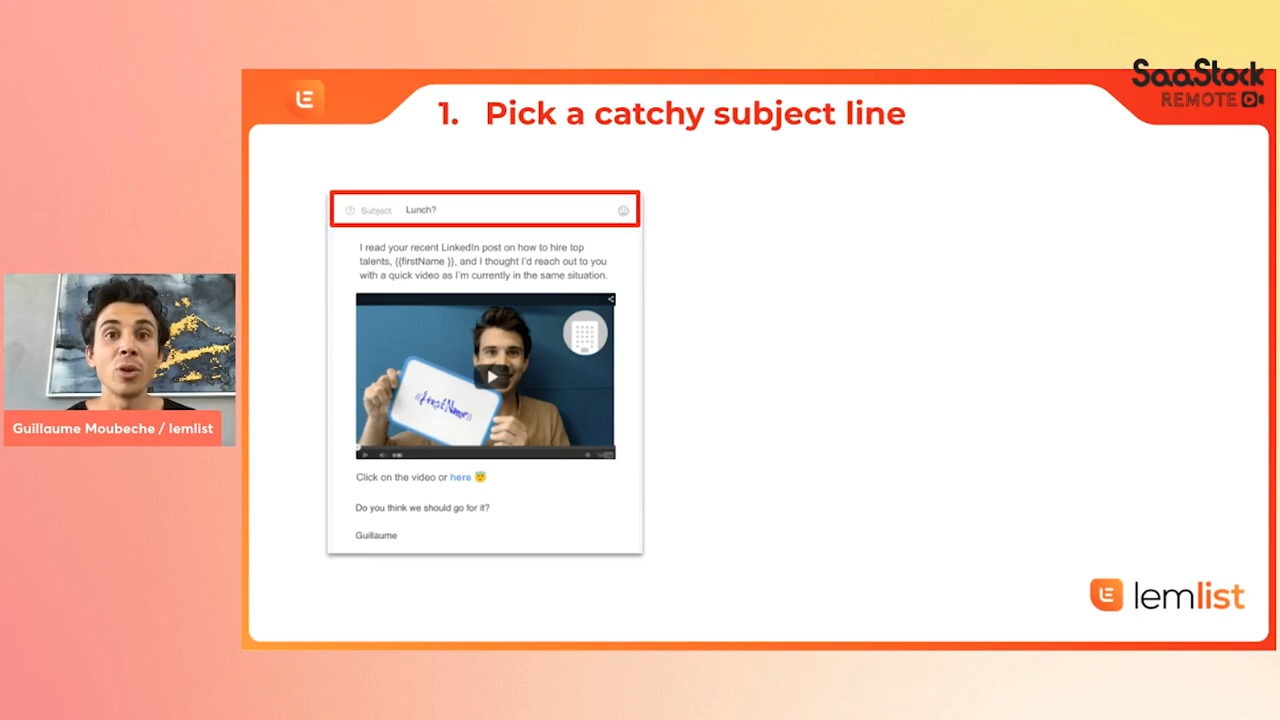 SaaStock
REMOTE
1. Pick a catchy subject line
Subject Lunch?
I read your recent LinkedIn post on how to hire top
talents, {{firstName }}, and I thought I'd reach out to you
with a quick video as I'm currently in the same situation.
{{firstName}}
Click on the video or here 😇
Do you think we should go for it?
Guillaume
Guillaume Moubeche / lemlist
lemlist